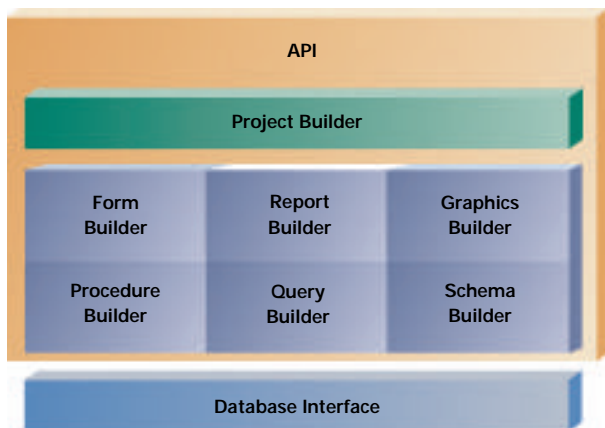 API
Project Builder
Form
Builder
Report
Builder
Graphics
Builder
Procedure
Builder
Query
Builder
Schema
Builder
Database Interface